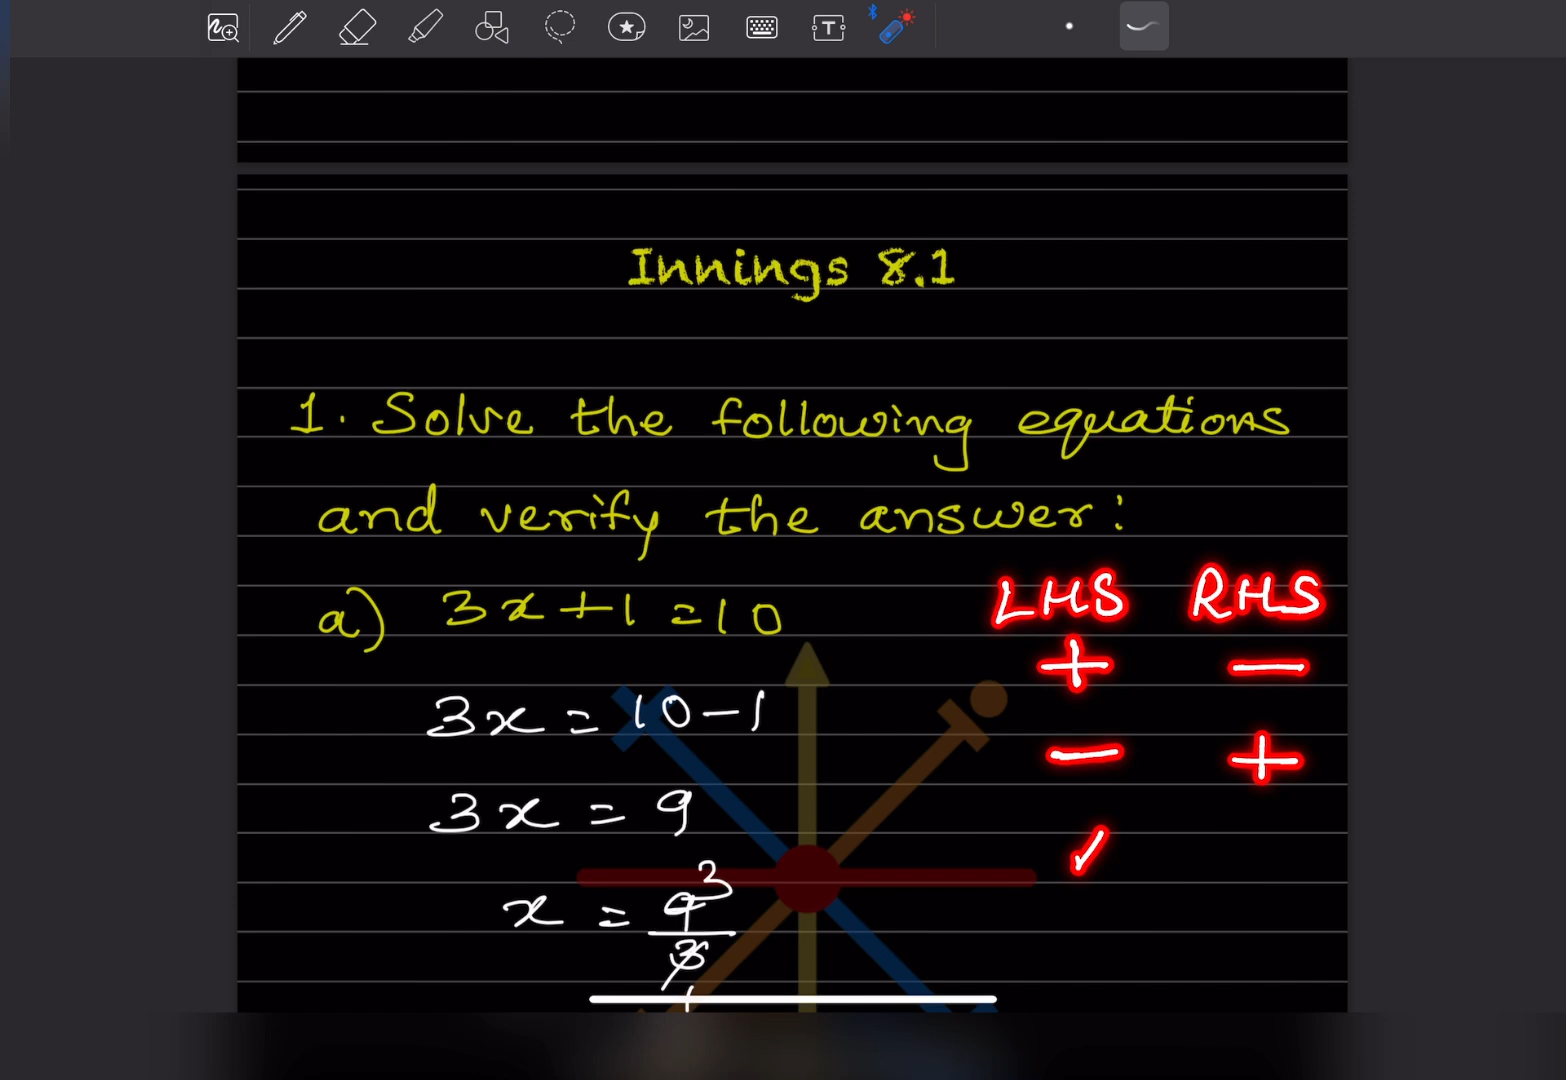 Innings 8.1
1. Solve the following equations
and verify the answer:
a) 3x+1=10
LHS RHS
+ −
3x = 10−1
− +
3x = 9
✓
x = 9 3
3
1